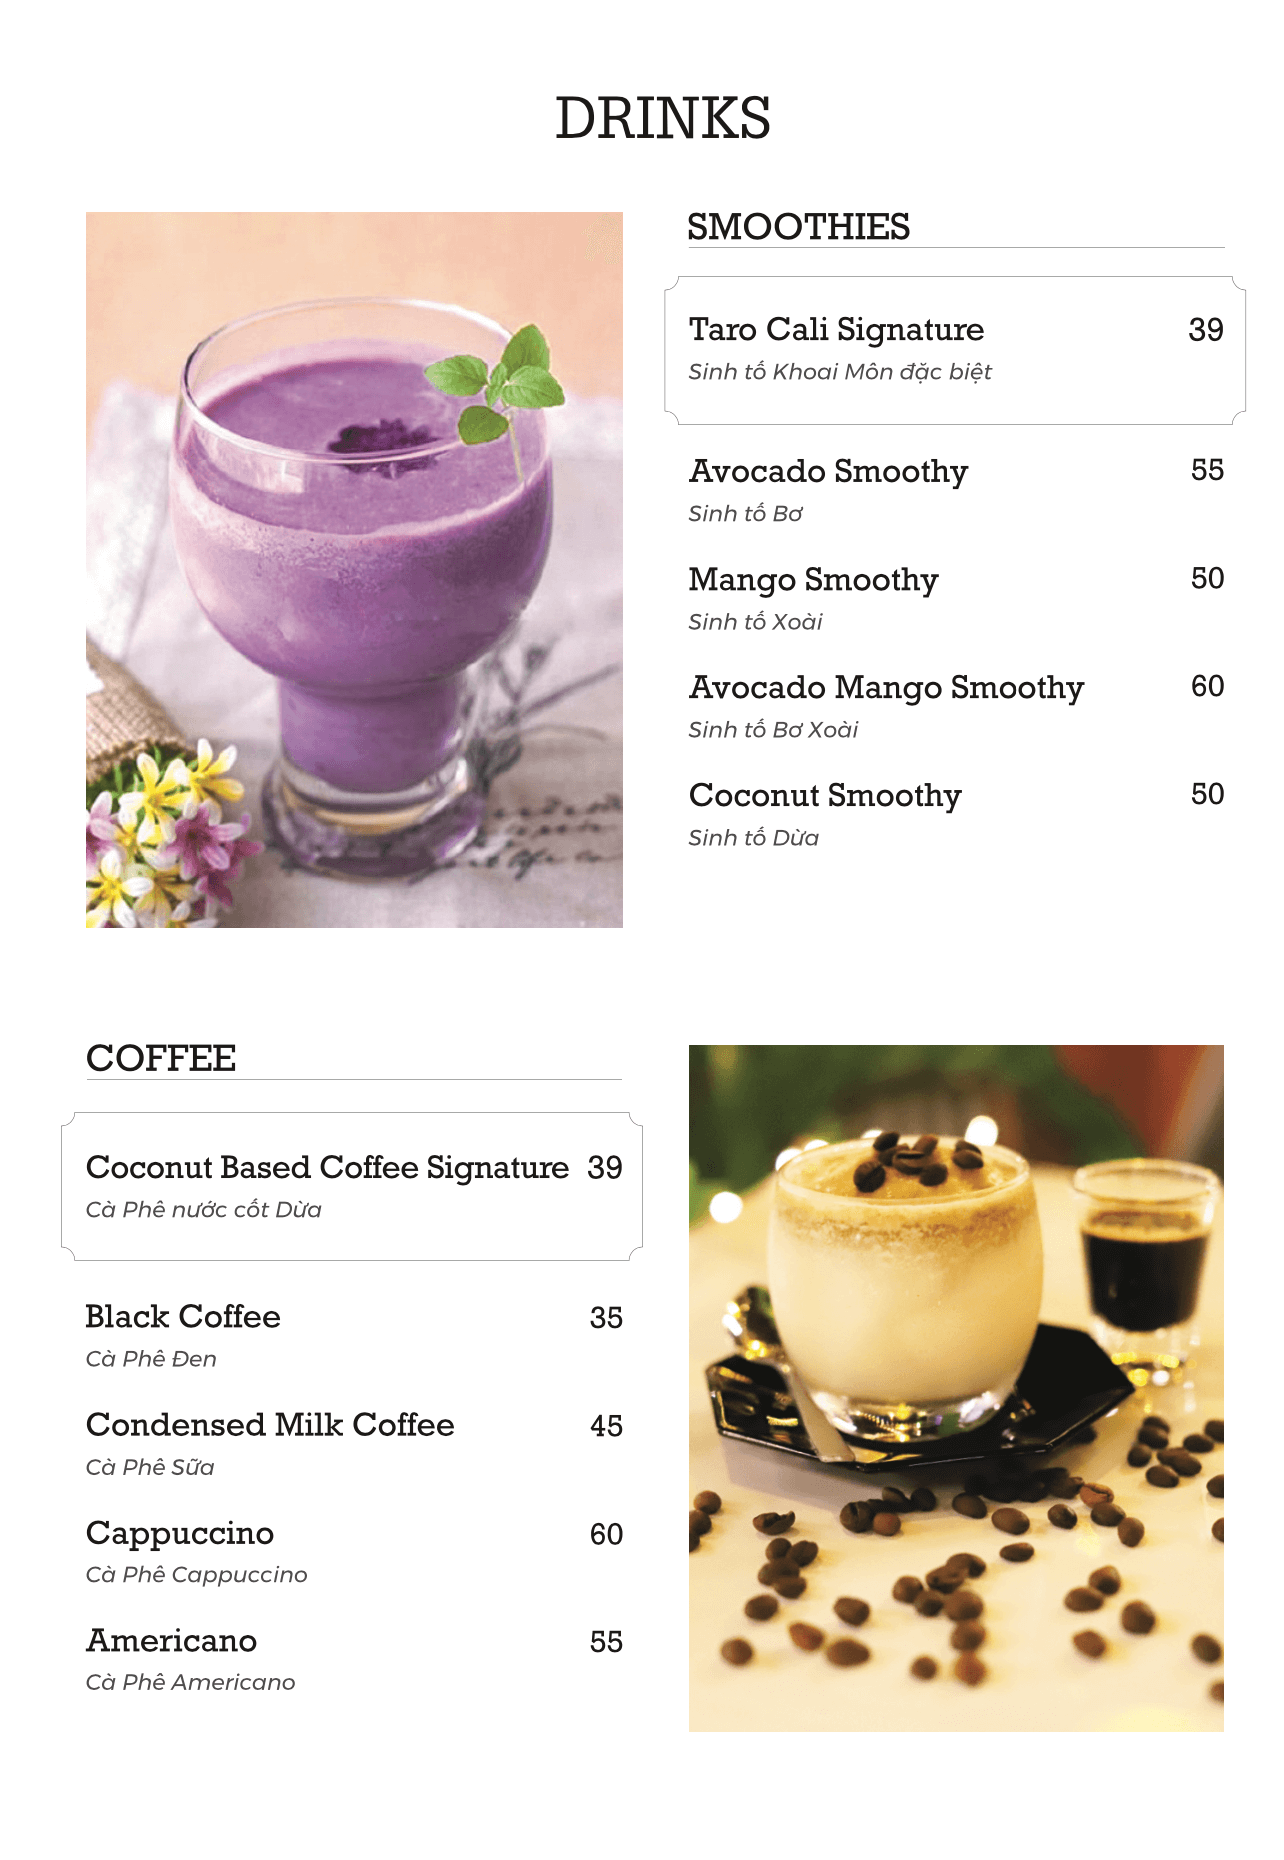 DRINKS
SMOOTHIES
Taro Cali Signature 39
Sinh tố Khoai Môn đặc biệt
Avocado Smoothy 55
Sinh tố Bơ
Mango Smoothy 50
Sinh tố Xoài
Avocado Mango Smoothy 60
Sinh tố Bơ Xoài
Coconut Smoothy 50
Sinh tố Dừa
COFFEE
Coconut Based Coffee Signature 39
Cà Phê nước cốt Dừa
Black Coffee 35
Cà Phê Đen
Condensed Milk Coffee 45
Cà Phê Sữa
Cappuccino 60
Cà Phê Cappuccino
Americano 55
Cà Phê Americano